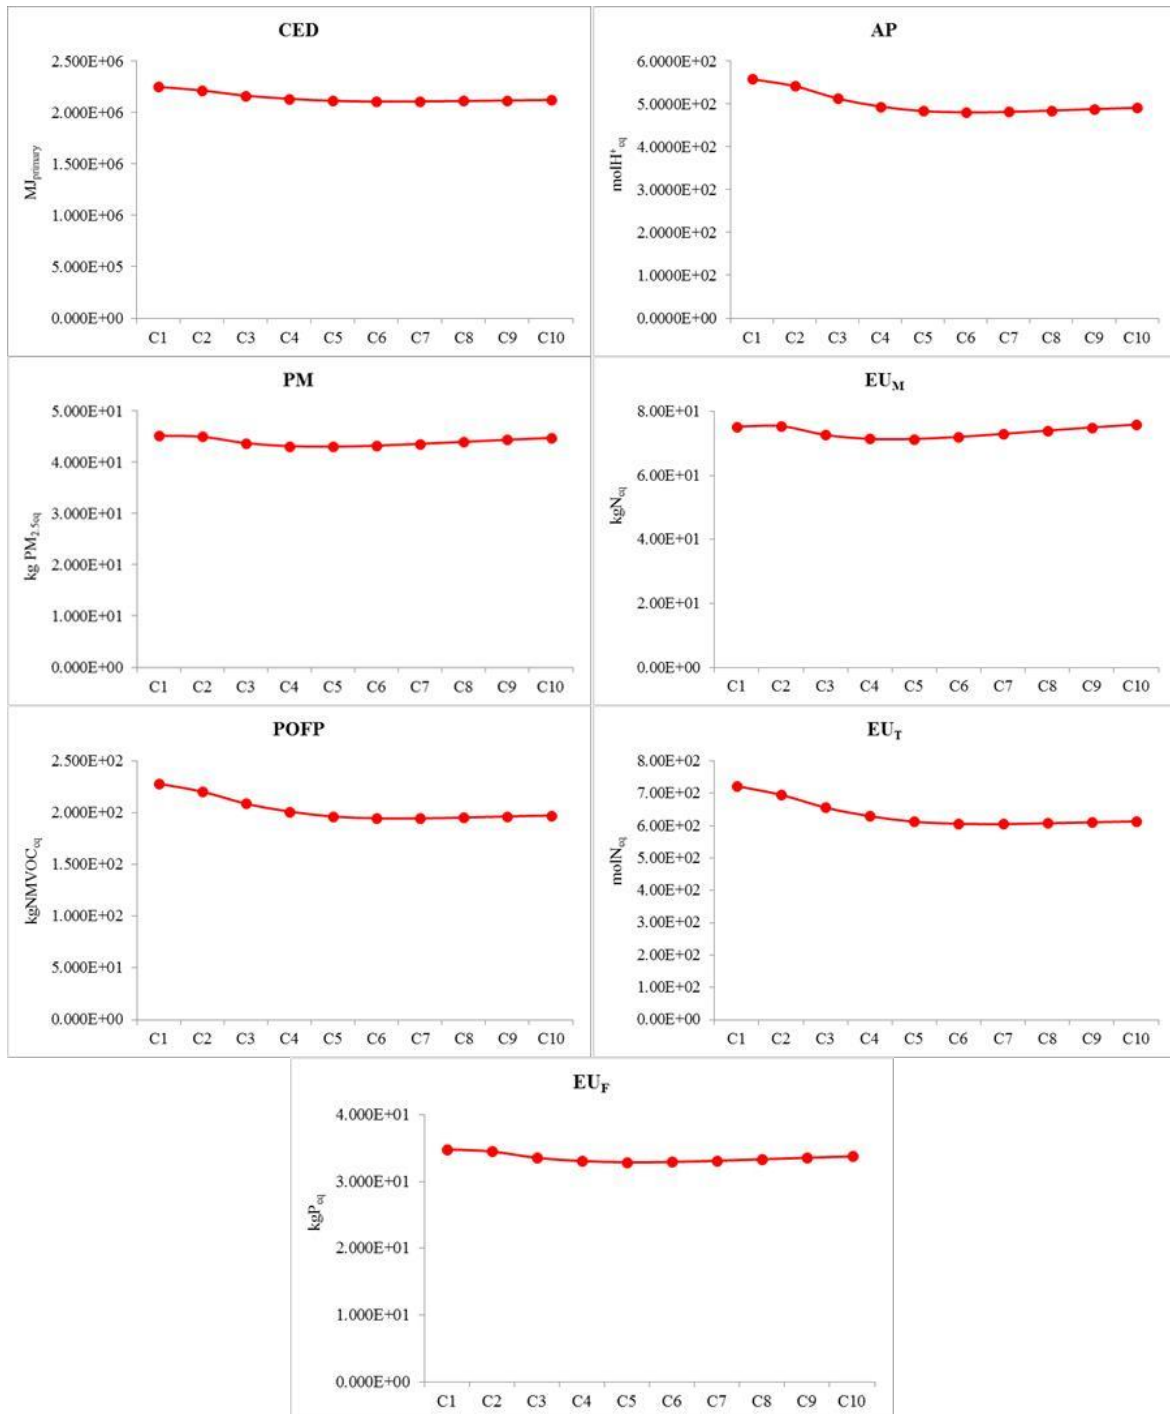 CED
2.500E+06
2.000E+06
1.500E+06
1.000E+06
5.000E+05
0.000E+00
MJprimary
C1 C2 C3 C4 C5 C6 C7 C8 C9 C10
AP
6.0000E+02
5.0000E+02
4.0000E+02
3.0000E+02
2.0000E+02
1.0000E+02
0.0000E+00
molH⁺eq
C1 C2 C3 C4 C5 C6 C7 C8 C9 C10
PM
5.000E+01
4.000E+01
3.000E+01
2.000E+01
1.000E+01
0.000E+00
kg PM2.5eq
C1 C2 C3 C4 C5 C6 C7 C8 C9 C10
EUM
8.00E+01
6.00E+01
4.00E+01
2.00E+01
0.00E+00
kgNeq
C1 C2 C3 C4 C5 C6 C7 C8 C9 C10
POFP
2.500E+02
2.000E+02
1.500E+02
1.000E+02
5.000E+01
0.000E+00
kgNMVOCeq
C1 C2 C3 C4 C5 C6 C7 C8 C9 C10
EUT
8.00E+02
7.00E+02
6.00E+02
5.00E+02
4.00E+02
3.00E+02
2.00E+02
1.00E+02
0.00E+00
molNeq
C1 C2 C3 C4 C5 C6 C7 C8 C9 C10
EUF
4.000E+01
3.000E+01
2.000E+01
1.000E+01
0.000E+00
kgPeq
C1 C2 C3 C4 C5 C6 C7 C8 C9 C10